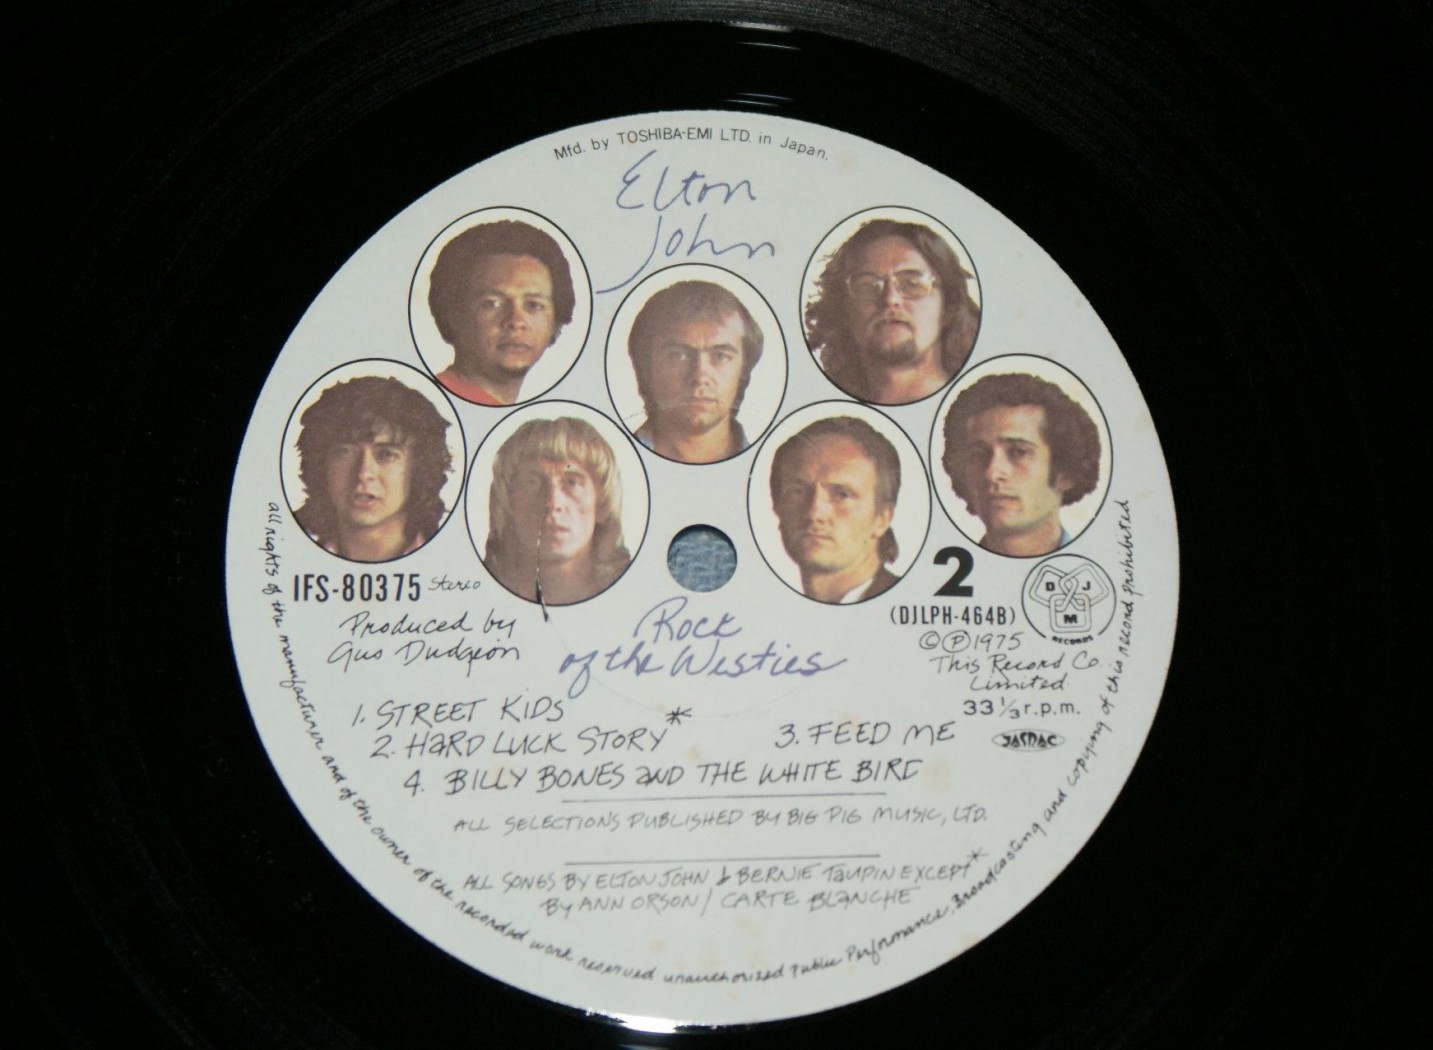 Mfd. by TOSHIBA-EMI LTD. in Japan.
Elton
John
IFS-80375 Stereo
Produced by
Gus Dudgeon
Rock
of the Westies
2
(DJLPH-464B)
DJM
RECORDS
©℗1975
This Record Co.
Limited
33 1/3 r.p.m.
JASRAC
1. STREET KIDS
2. HARD LUCK STORY*
3. FEED ME
4. BILLY BONES AND THE WHITE BIRD
ALL SELECTIONS PUBLISHED BY BIG PIG MUSIC, LTD.
ALL SONGS BY ELTON JOHN & BERNIE TAUPIN EXCEPT*
BY ANN ORSON / CARTE BLANCHE
all rights of the manufacturer and of the owner of the recorded work reserved unauthorized Public Performance, Broadcasting and copying of this record prohibited